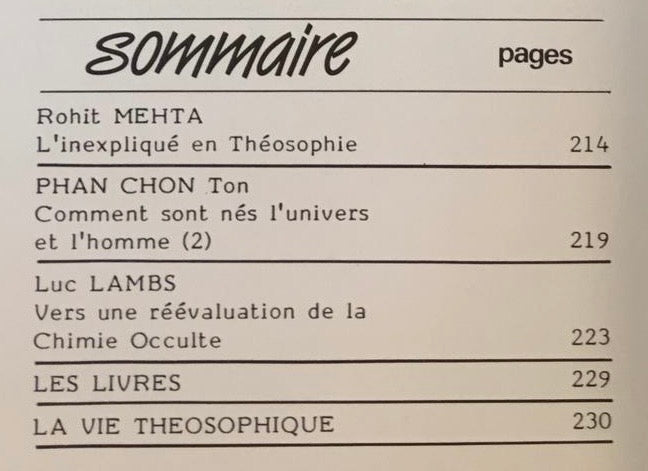 sommaire pages
Rohit MEHTA
L'inexpliqué en Théosophie 214
PHAN CHON Ton
Comment sont nés l'univers
et l'homme (2) 219
Luc LAMBS
Vers une réévaluation de la
Chimie Occulte 223
LES LIVRES 229
LA VIE THEOSOPHIQUE 230